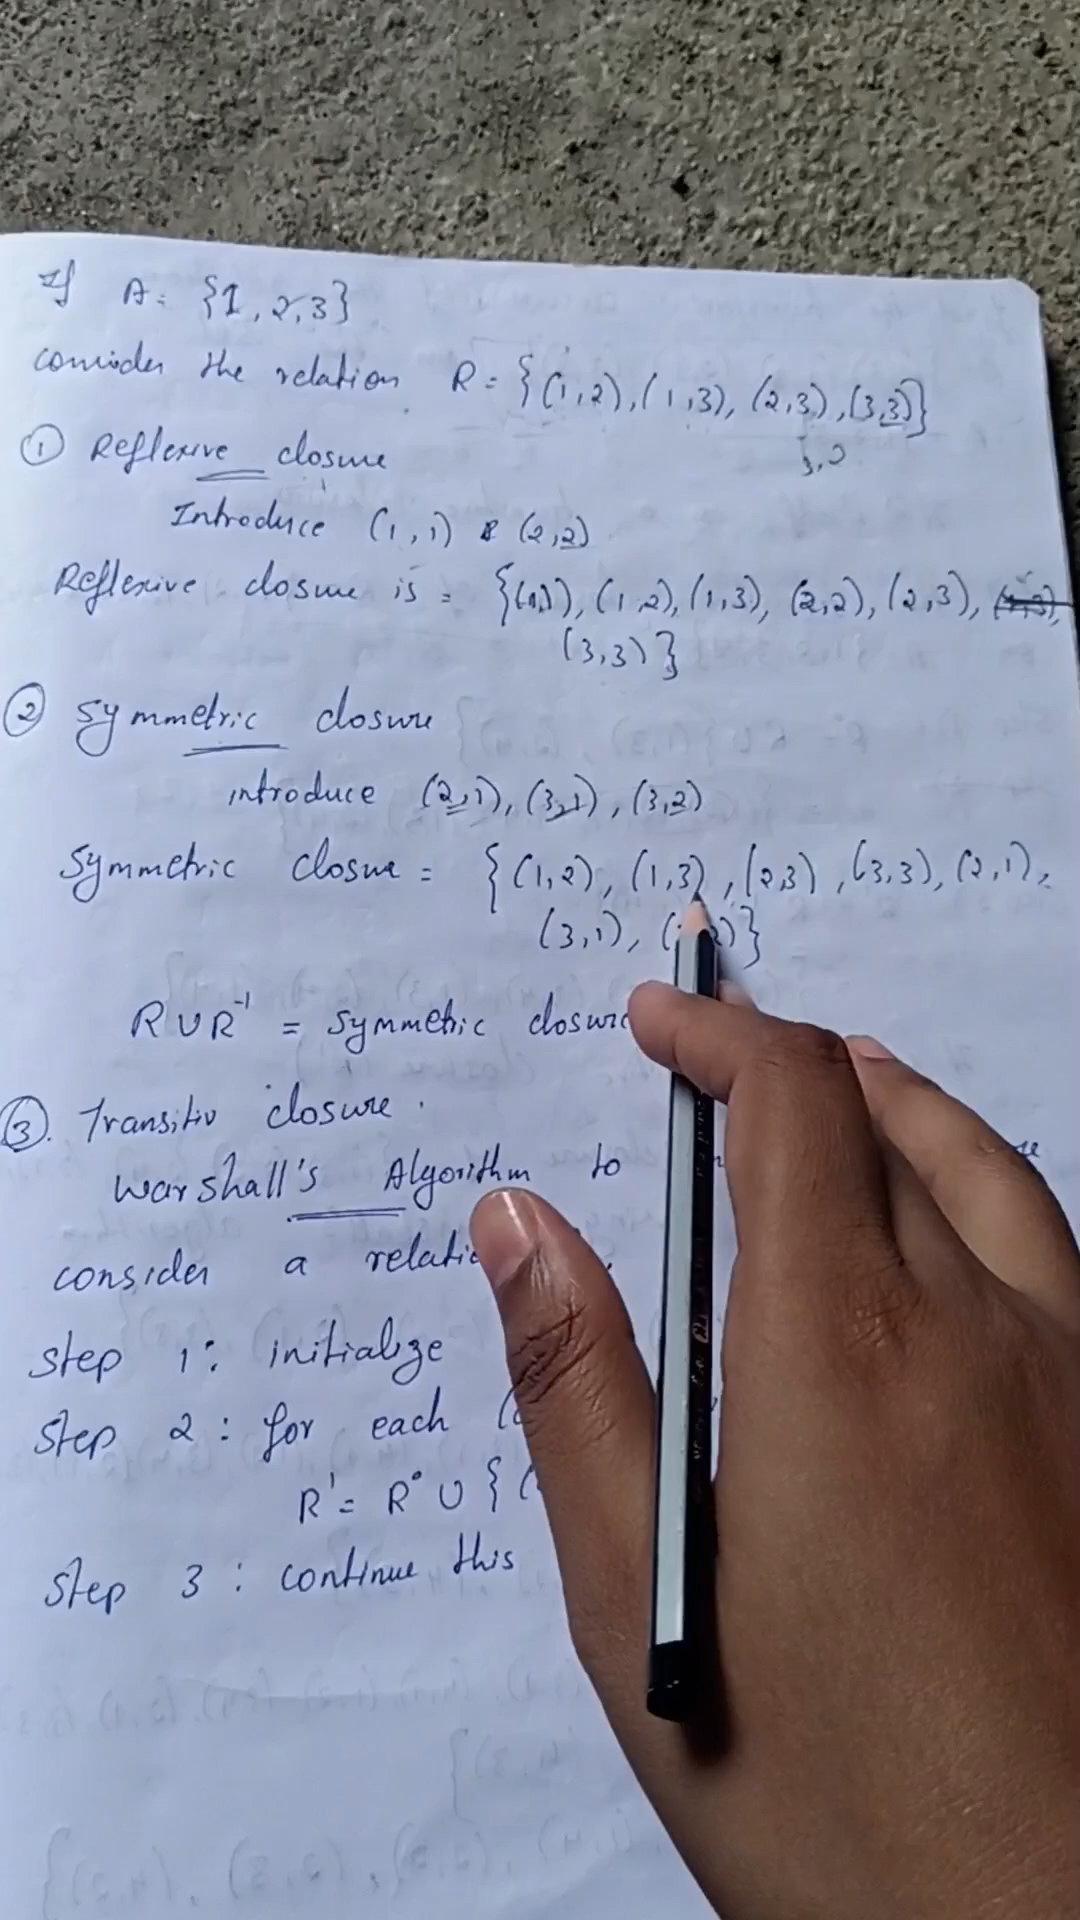 If A = {1, 2, 3}
consider the relation R = {(1,2), (1,3), (2,3), (3,3)}
① Reflexive closure
Introduce (1,1) & (2,2)
Reflexive closure is = {(1,1), (1,2), (1,3), (2,2), (2,3),
(3,3)}
② Symmetric closure
introduce (2,1), (3,1), (3,2)
Symmetric closure = {(1,2), (1,3), (2,3), (3,3), (2,1),
(3,1), ( }
R ∪ R⁻¹ = symmetric closure
③. Transitiv closure.
Warshall's Algorithm to
consider a relatio
step 1: initialize
step 2: for each (
R¹ = R° ∪ {(
step 3: continue this